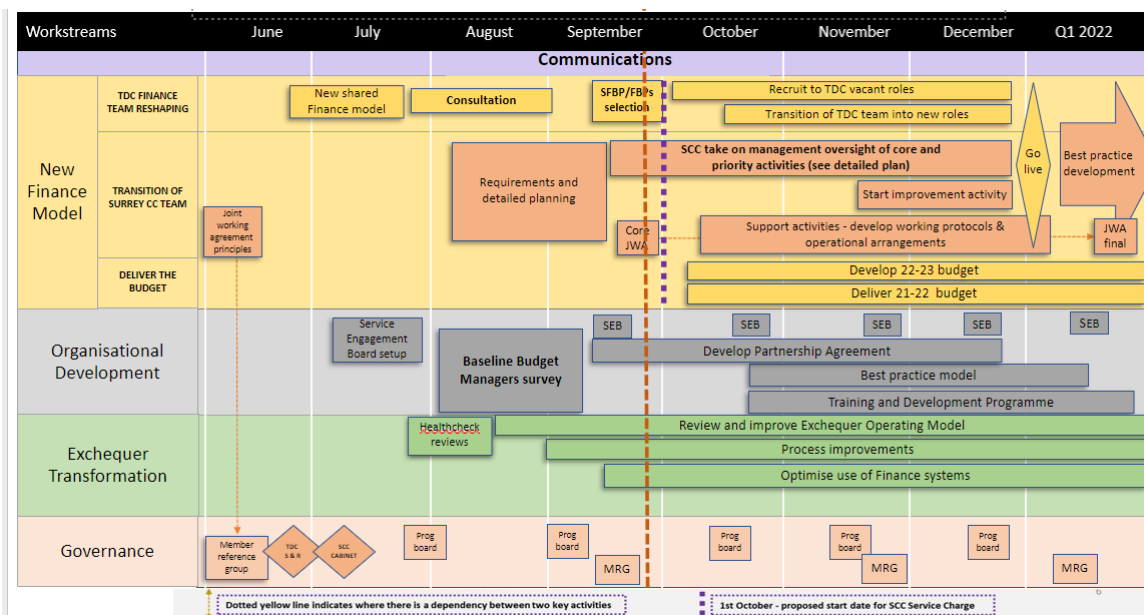 Workstreams
June
July
August
September
October
November
December
Q1 2022
Communications
New
Finance
Model
TDC FINANCE
TEAM RESHAPING
New shared
Finance model
Consultation
SFBP/FBPs
selection
Recruit to TDC vacant roles
Transition of TDC team into new roles
TRANSITION OF
SURREY CC TEAM
Joint
working
agreement
principles
Requirements and
detailed planning
SCC take on management oversight of core and
priority activities (see detailed plan)
Start improvement activity
Core
JWA
Support activities - develop working protocols &
operational arrangements
Go
live
Best practice
development
JWA
final
DELIVER THE
BUDGET
Develop 22-23 budget
Deliver 21-22 budget
Organisational
Development
Service
Engagement
Board setup
Baseline Budget
Managers survey
SEB
SEB
SEB
SEB
SEB
Develop Partnership Agreement
Best practice model
Training and Development Programme
Exchequer
Transformation
Healthcheck
reviews
Review and improve Exchequer Operating Model
Process improvements
Optimise use of Finance systems
Governance
Member
reference
group
TDC
S & R
SCC
CABINET
Prog
board
Prog
board
MRG
Prog
board
Prog
board
MRG
Prog
board
MRG
6
Dotted yellow line indicates where there is a dependency between two key activities
1st October - proposed start date for SCC Service Charge